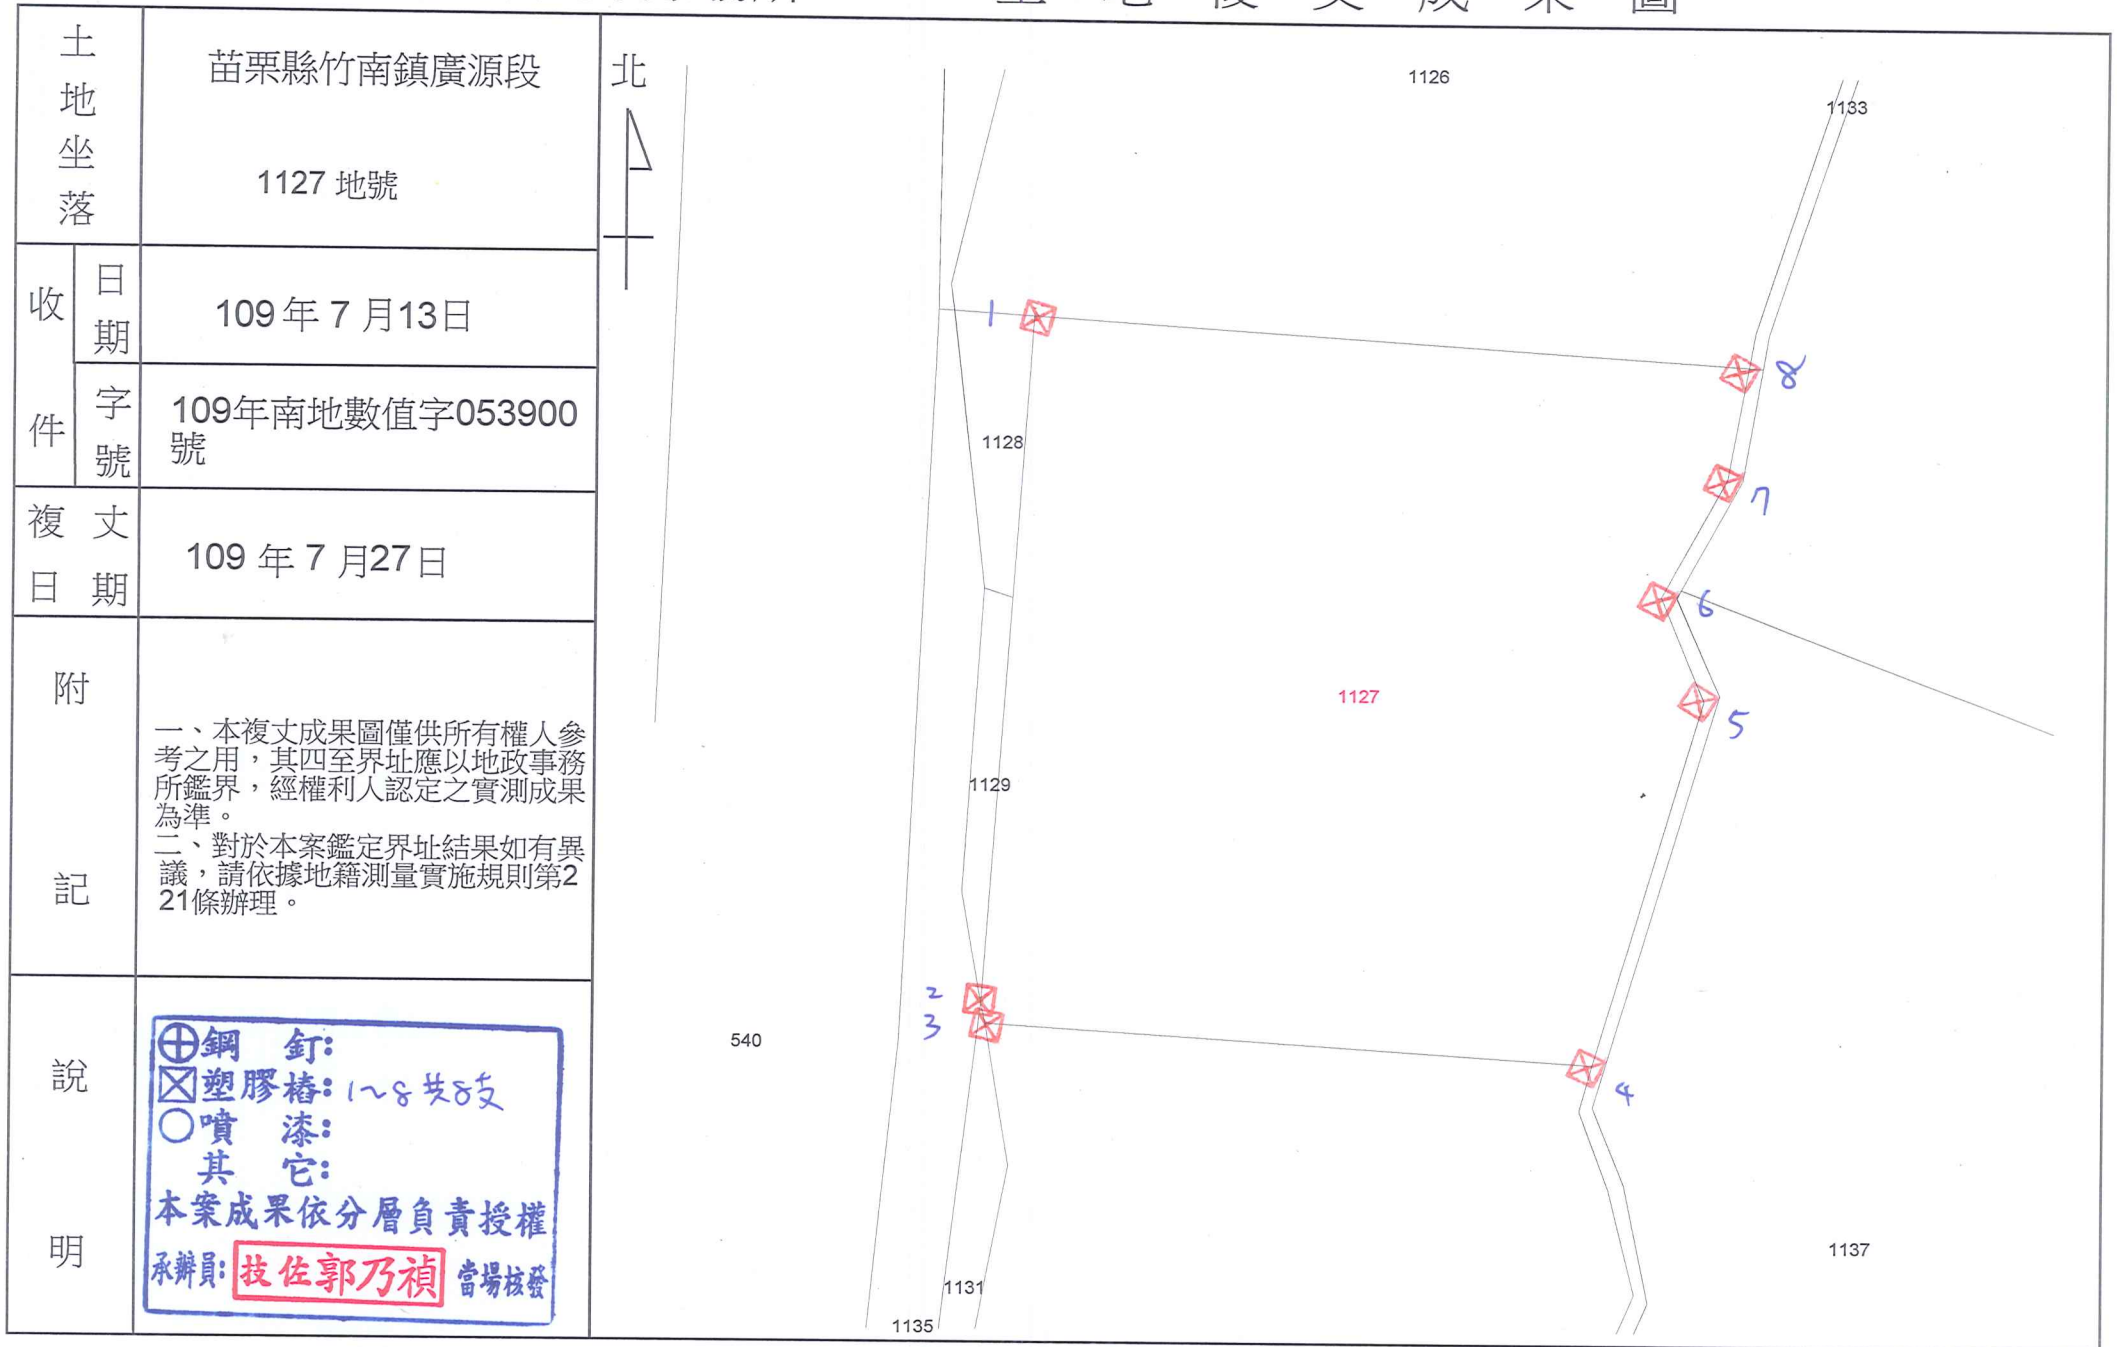 土地複丈成果圖
土地坐落
苗栗縣竹南鎮廣源段
1127 地號
收件
日期
109 年 7 月13日
字號
109年南地數值字053900
號
複丈
日期
109 年 7 月27日
附記
一、本複丈成果圖僅供所有權人參
考之用，其四至界址應以地政事務
所鑑界，經權利人認定之實測成果
為準。
二、對於本案鑑定界址結果如有異
議，請依據地籍測量實施規則第2
21條辦理。
說明
鋼 釘：
塑膠樁：1~8共8支
噴 漆：
其 它：
本案成果依分層負責授權
承辦員：技佐郭乃禎 當場核發
北
1126
1133
1
8
1128
7
6
1127
5
1129
2
3
540
4
1137
1131
1135